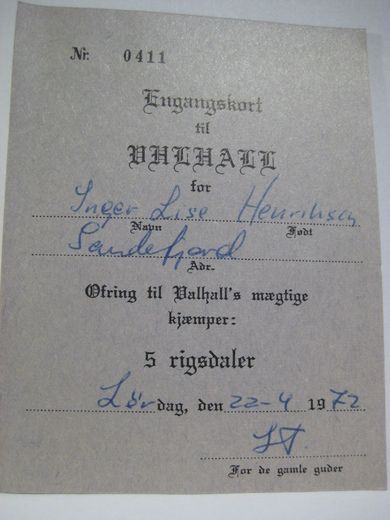 Nr. 0411
Engangskort
til
VHLHALL
for
Inger Lise Henriksen
Navn Født
Sandefjord
Adr.
Ofring til Valhall's mægtige
kjæmper:
5 rigsdaler
Lørdag, den 22-4 1972
For de gamle guder